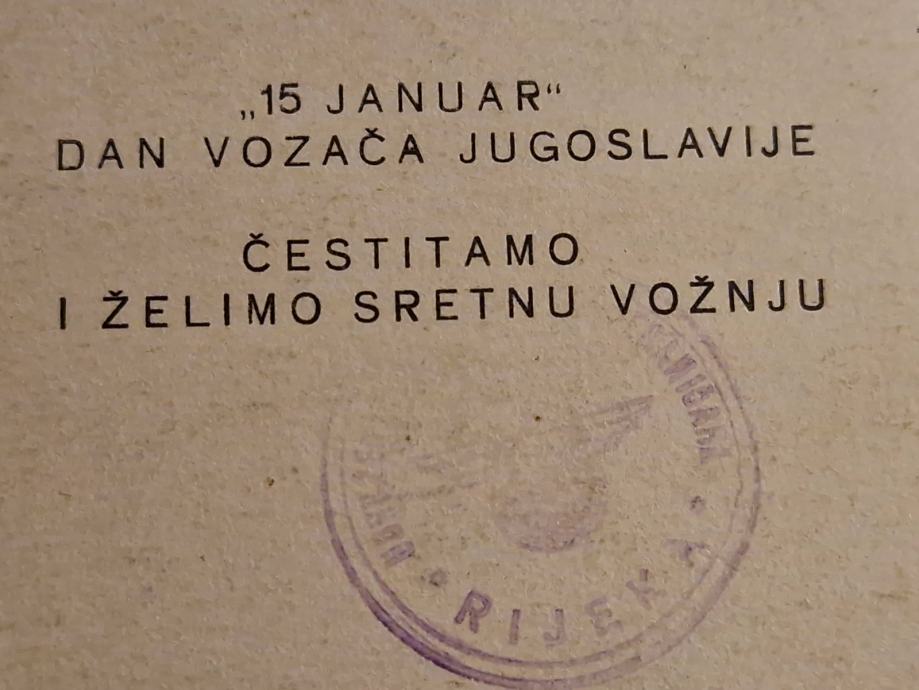 „15 JANUAR“
DAN VOZAČA JUGOSLAVIJE
ČESTITAMO
I ŽELIMO SRETNU VOŽNJU
RIJEKA